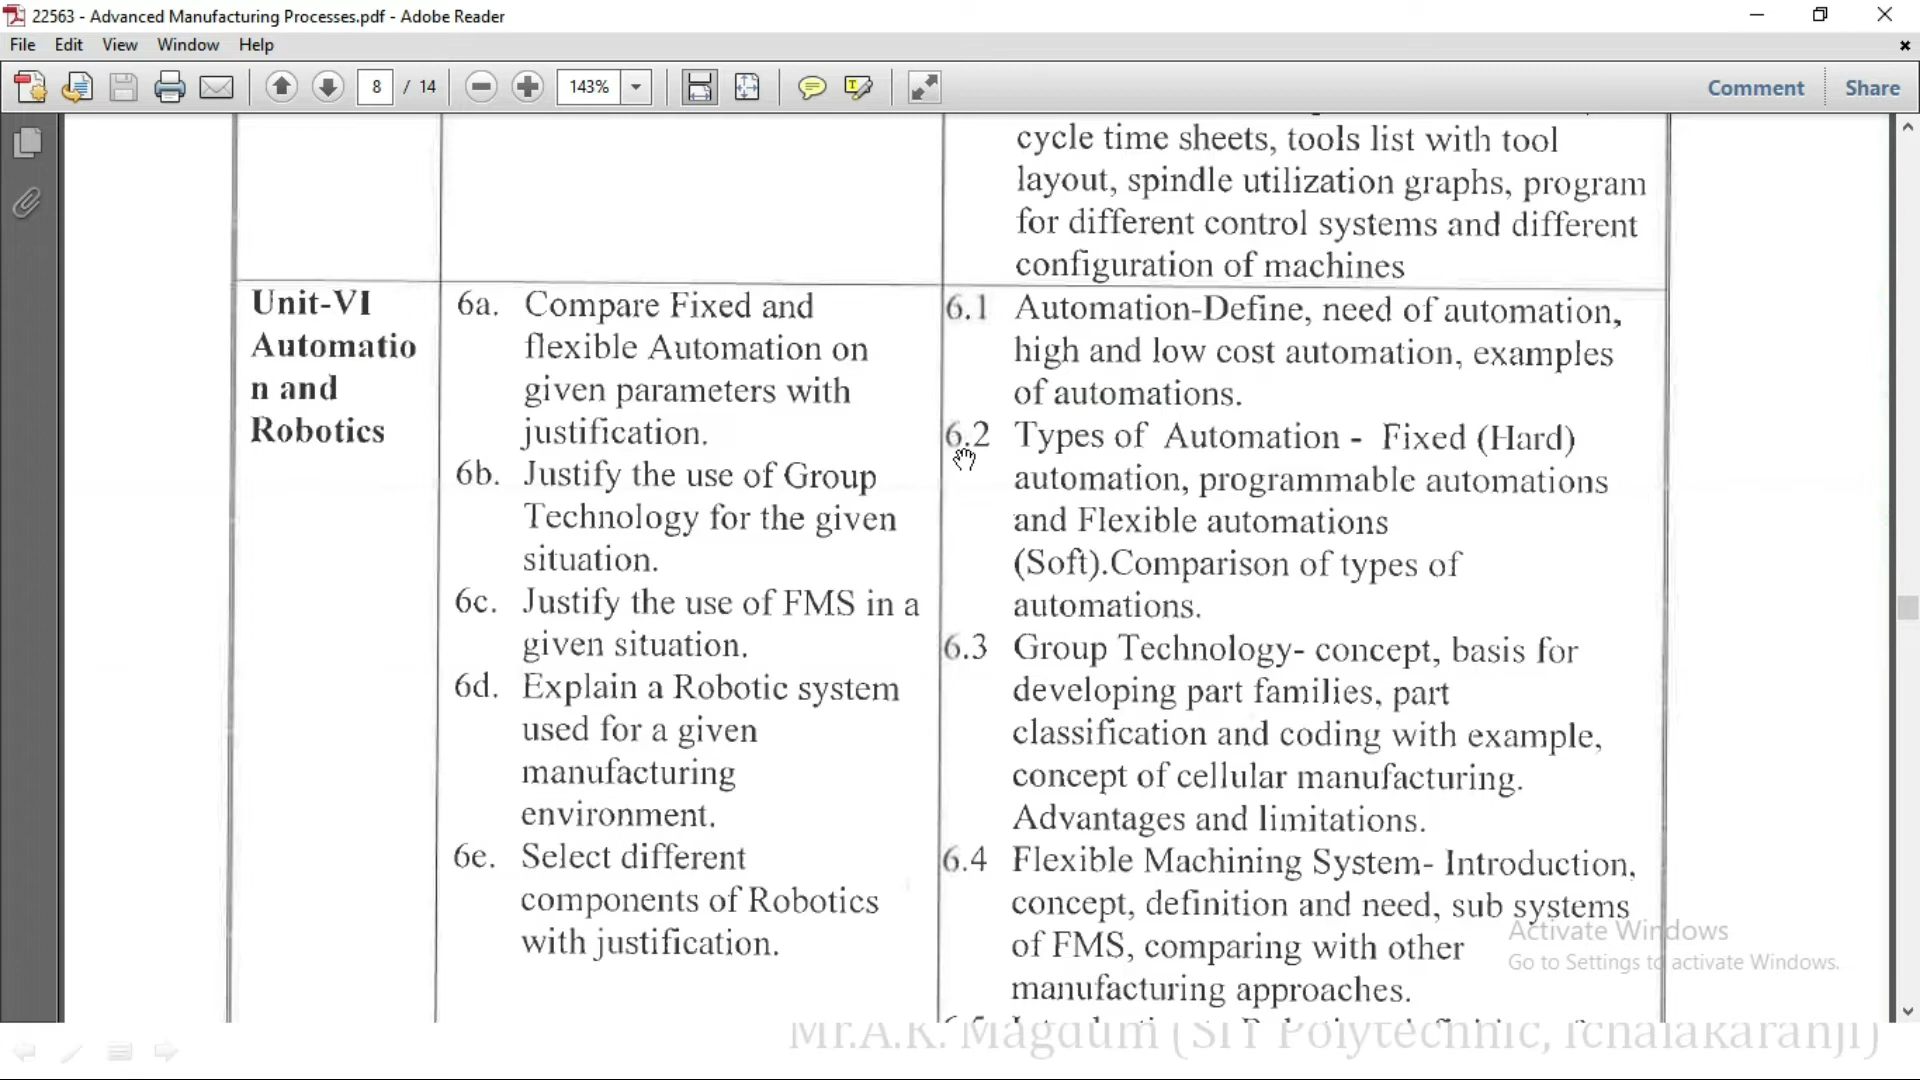 22563 - Advanced Manufacturing Processes.pdf - Adobe Reader
File Edit View Window Help
8 / 14 143% Comment Share
cycle time sheets, tools list with tool
layout, spindle utilization graphs, program
for different control systems and different
configuration of machines
Unit-VI
Automatio
n and
Robotics
6a. Compare Fixed and
flexible Automation on
given parameters with
justification.
6b. Justify the use of Group
Technology for the given
situation.
6c. Justify the use of FMS in a
given situation.
6d. Explain a Robotic system
used for a given
manufacturing
environment.
6e. Select different
components of Robotics
with justification.
6.1 Automation-Define, need of automation,
high and low cost automation, examples
of automations.
6.2 Types of Automation - Fixed (Hard)
automation, programmable automations
and Flexible automations
(Soft).Comparison of types of
automations.
6.3 Group Technology- concept, basis for
developing part families, part
classification and coding with example,
concept of cellular manufacturing.
Advantages and limitations.
6.4 Flexible Machining System- Introduction,
concept, definition and need, sub systems
of FMS, comparing with other
manufacturing approaches.
Activate Windows
Go to Settings to activate Windows.
Mr.A.K. Magdum ( Polytechnic, Ichalakaranji)